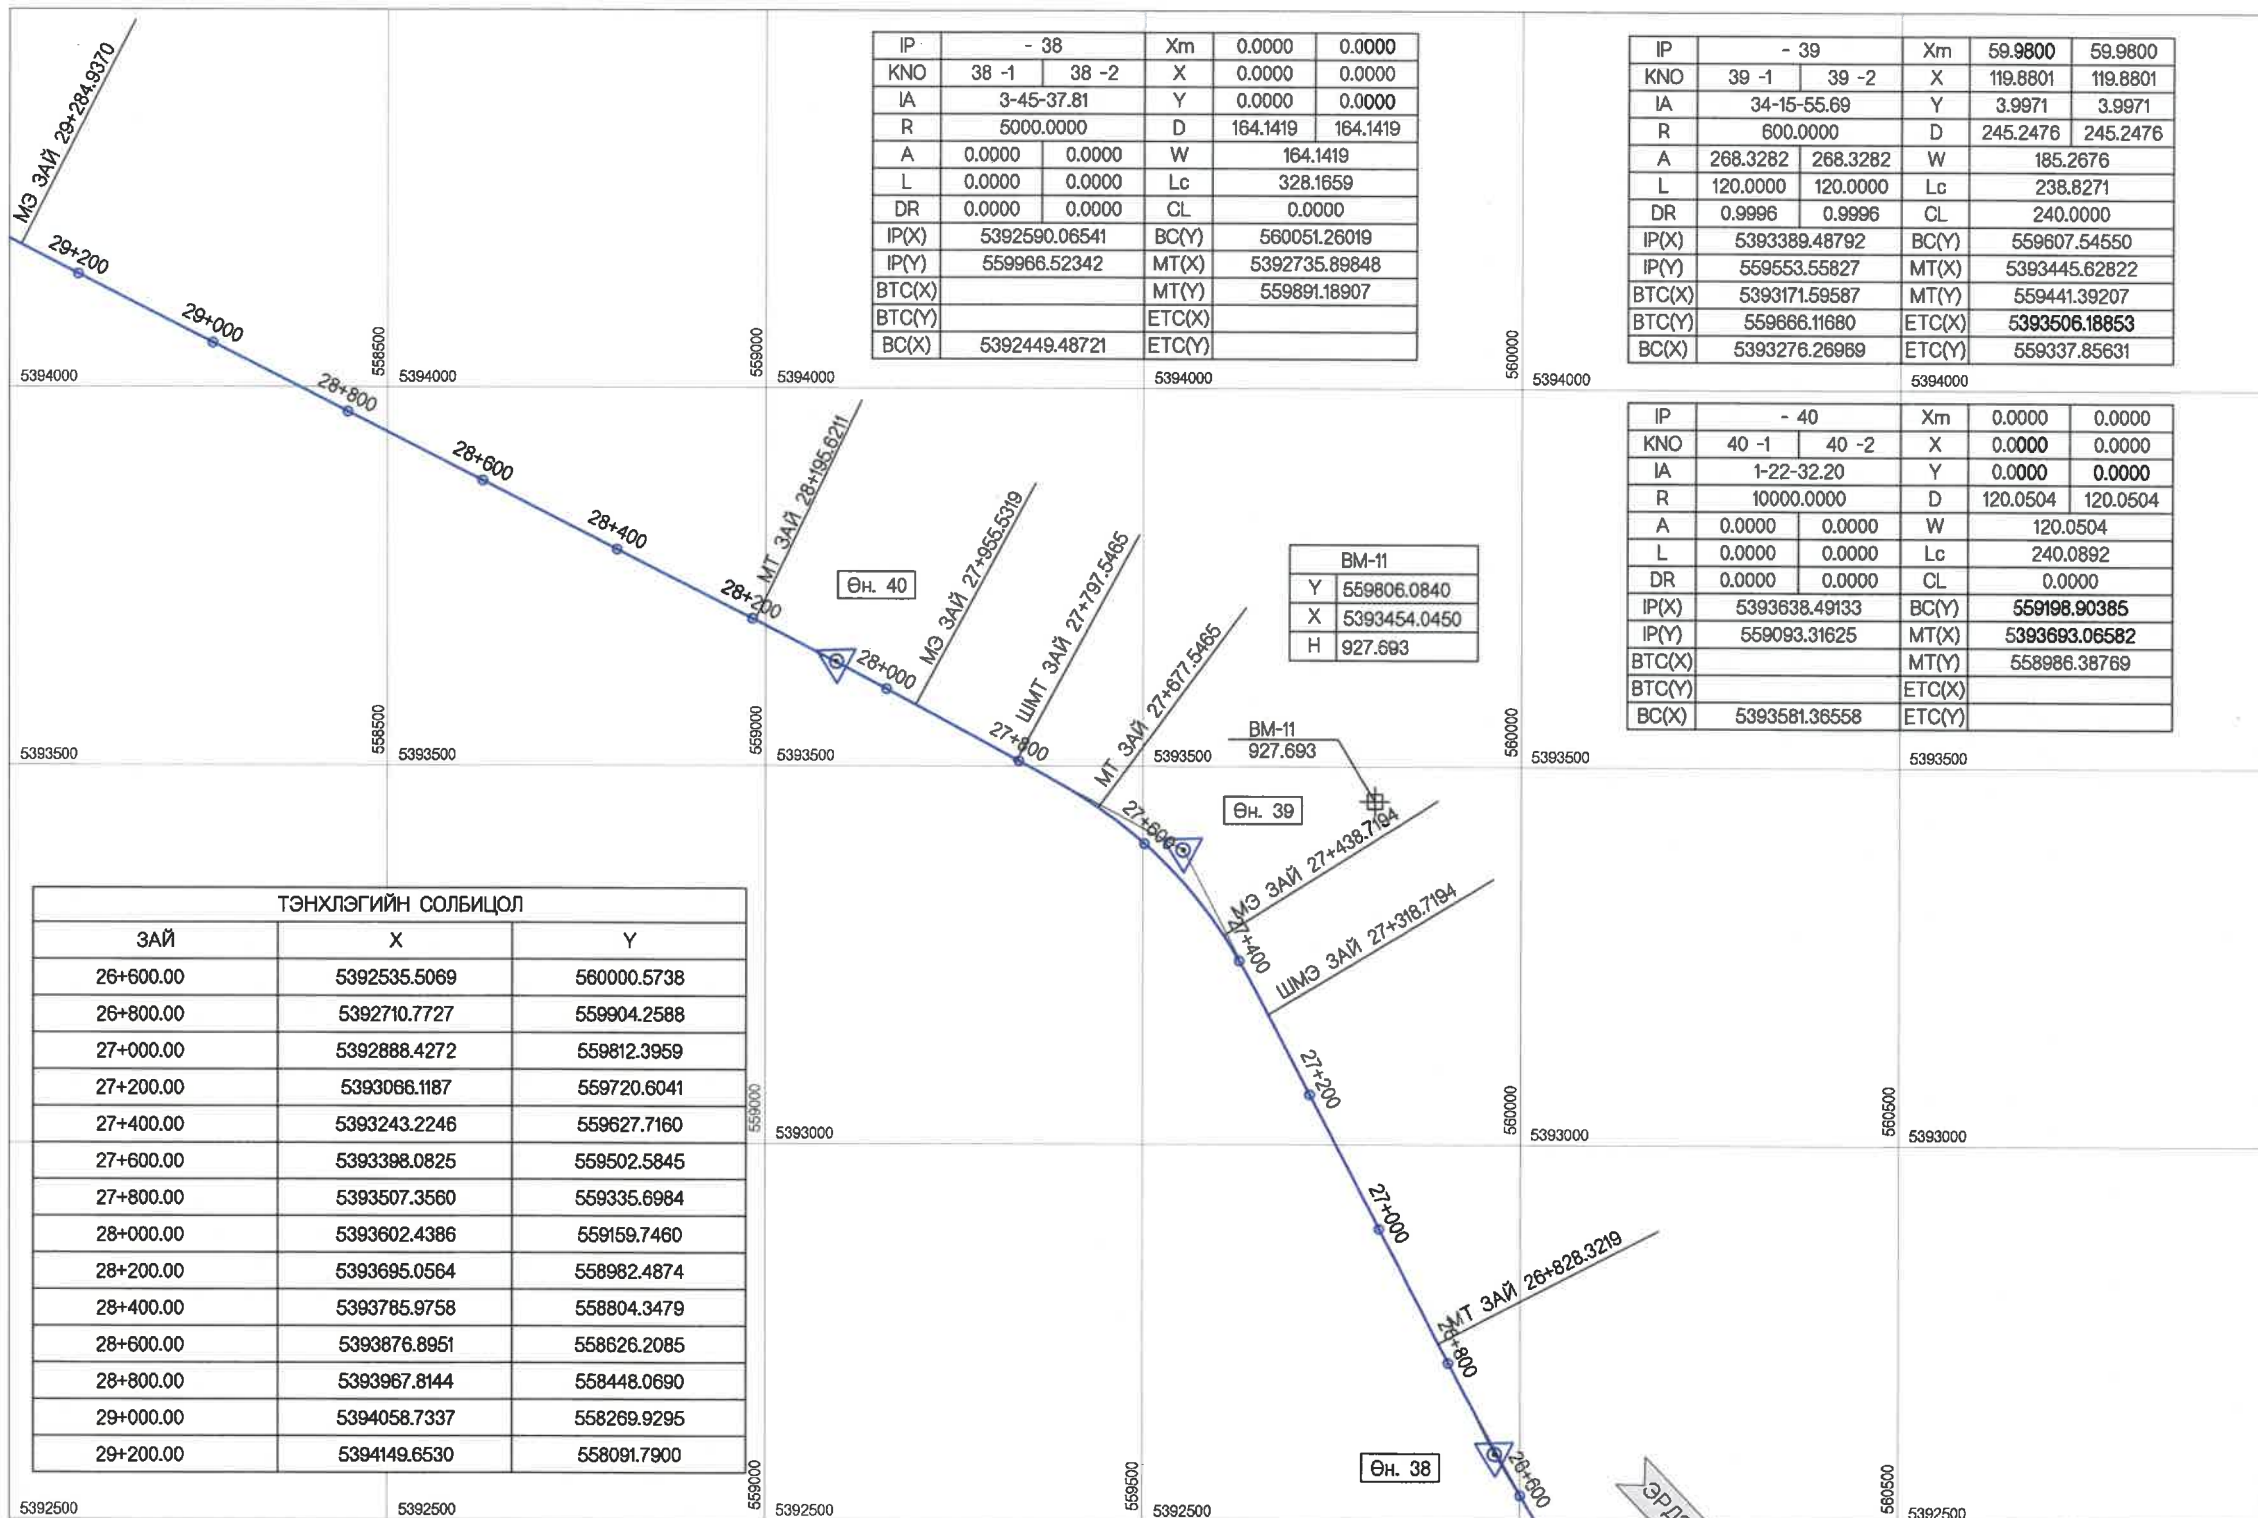 МЭ ЗАЙ 29+284.9370
29+200
29+000
28+800
28+600
28+400
28+200
28+000
27+800
27+600
27+400
27+200
27+000
26+800
26+600
МТ ЗАЙ 28+195.6211
МЭ ЗАЙ 27+955.5319
ШМТ ЗАЙ 27+797.5465
МТ ЗАЙ 27+677.5465
МЭ ЗАЙ 27+438.7194
ШМЭ ЗАЙ 27+318.7194
МТ ЗАЙ 26+828.3219
Өн. 40
Өн. 39
Өн. 38
IP - 38 Xm 0.0000 0.0000
KNO 38 -1 38 -2 X 0.0000 0.0000
IA 3-45-37.81 Y 0.0000 0.0000
R 5000.0000 D 164.1419 164.1419
A 0.0000 0.0000 W 164.1419
L 0.0000 0.0000 Lc 328.1659
DR 0.0000 0.0000 CL 0.0000
IP(X) 5392590.06541 BC(Y) 560051.26019
IP(Y) 559966.52342 MT(X) 5392735.89848
BTC(X) MT(Y) 559891.18907
BTC(Y) ETC(X)
BC(X) 5392449.48721 ETC(Y)
IP - 39 Xm 59.9800 59.9800
KNO 39 -1 39 -2 X 119.8801 119.8801
IA 34-15-55.69 Y 3.9971 3.9971
R 600.0000 D 245.2476 245.2476
A 268.3282 268.3282 W 185.2676
L 120.0000 120.0000 Lc 238.8271
DR 0.9996 0.9996 CL 240.0000
IP(X) 5393389.48792 BC(Y) 559607.54550
IP(Y) 559553.55827 MT(X) 5393445.62822
BTC(X) 5393171.59587 MT(Y) 559441.39207
BTC(Y) 559666.11680 ETC(X) 5393506.18853
BC(X) 5393276.26969 ETC(Y) 559337.85631
IP - 40 Xm 0.0000 0.0000
KNO 40 -1 40 -2 X 0.0000 0.0000
IA 1-22-32.20 Y 0.0000 0.0000
R 10000.0000 D 120.0504 120.0504
A 0.0000 0.0000 W 120.0504
L 0.0000 0.0000 Lc 240.0892
DR 0.0000 0.0000 CL 0.0000
IP(X) 5393638.49133 BC(Y) 559198.90385
IP(Y) 559093.31625 MT(X) 5393693.06582
BTC(X) MT(Y) 558986.38769
BTC(Y) ETC(X)
BC(X) 5393581.36558 ETC(Y)
BM-11
Y 559806.0840
X 5393454.0450
H 927.693
BM-11
927.693
558500
559000
560000
5394000 5394000 5394000 5394000 5394000 5394000
558500
559000
560000
5393500 5393500 5393500 5393500 5393500 5393500
559000
560000
560500
5393000 5393000 5393000
559000
559500
560500
5392500 5392500 5392500 5392500 5392500
ТЭНХЛЭГИЙН СОЛБИЦОЛ
ЗАЙ X Y
26+600.00 5392535.5069 560000.5738
26+800.00 5392710.7727 559904.2588
27+000.00 5392888.4272 559812.3959
27+200.00 5393066.1187 559720.6041
27+400.00 5393243.2246 559627.7160
27+600.00 5393398.0825 559502.5845
27+800.00 5393507.3560 559335.6984
28+000.00 5393602.4386 559159.7460
28+200.00 5393695.0564 558982.4874
28+400.00 5393785.9758 558804.3479
28+600.00 5393876.8951 558626.2085
28+800.00 5393967.8144 558448.0690
29+000.00 5394058.7337 558269.9295
29+200.00 5394149.6530 558091.7900